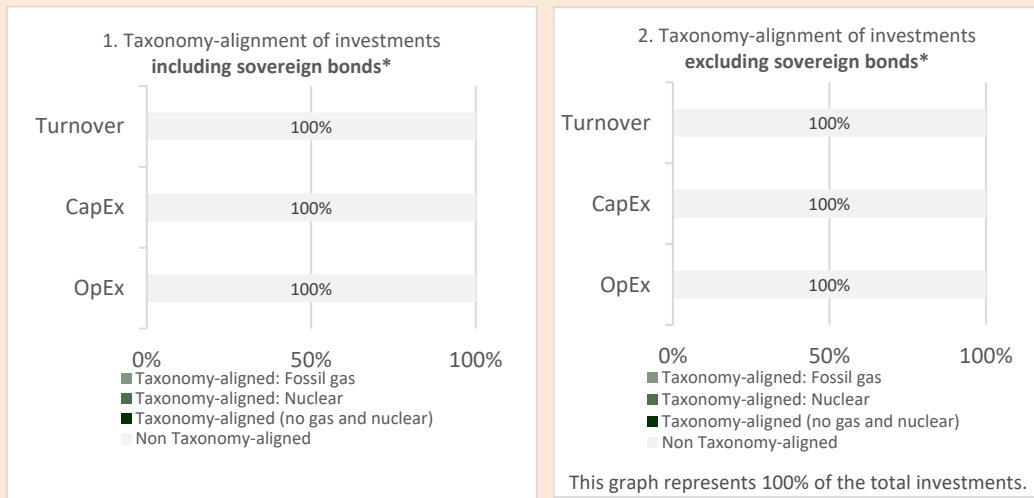 1. Taxonomy-alignment of investments
including sovereign bonds*
Turnover
100%
CapEx
100%
OpEx
100%
0%
50%
100%
Taxonomy-aligned: Fossil gas
Taxonomy-aligned: Nuclear
Taxonomy-aligned (no gas and nuclear)
Non Taxonomy-aligned
2. Taxonomy-alignment of investments
excluding sovereign bonds*
Turnover
100%
CapEx
100%
OpEx
100%
0%
50%
100%
Taxonomy-aligned: Fossil gas
Taxonomy-aligned: Nuclear
Taxonomy-aligned (no gas and nuclear)
Non Taxonomy-aligned
This graph represents 100% of the total investments.